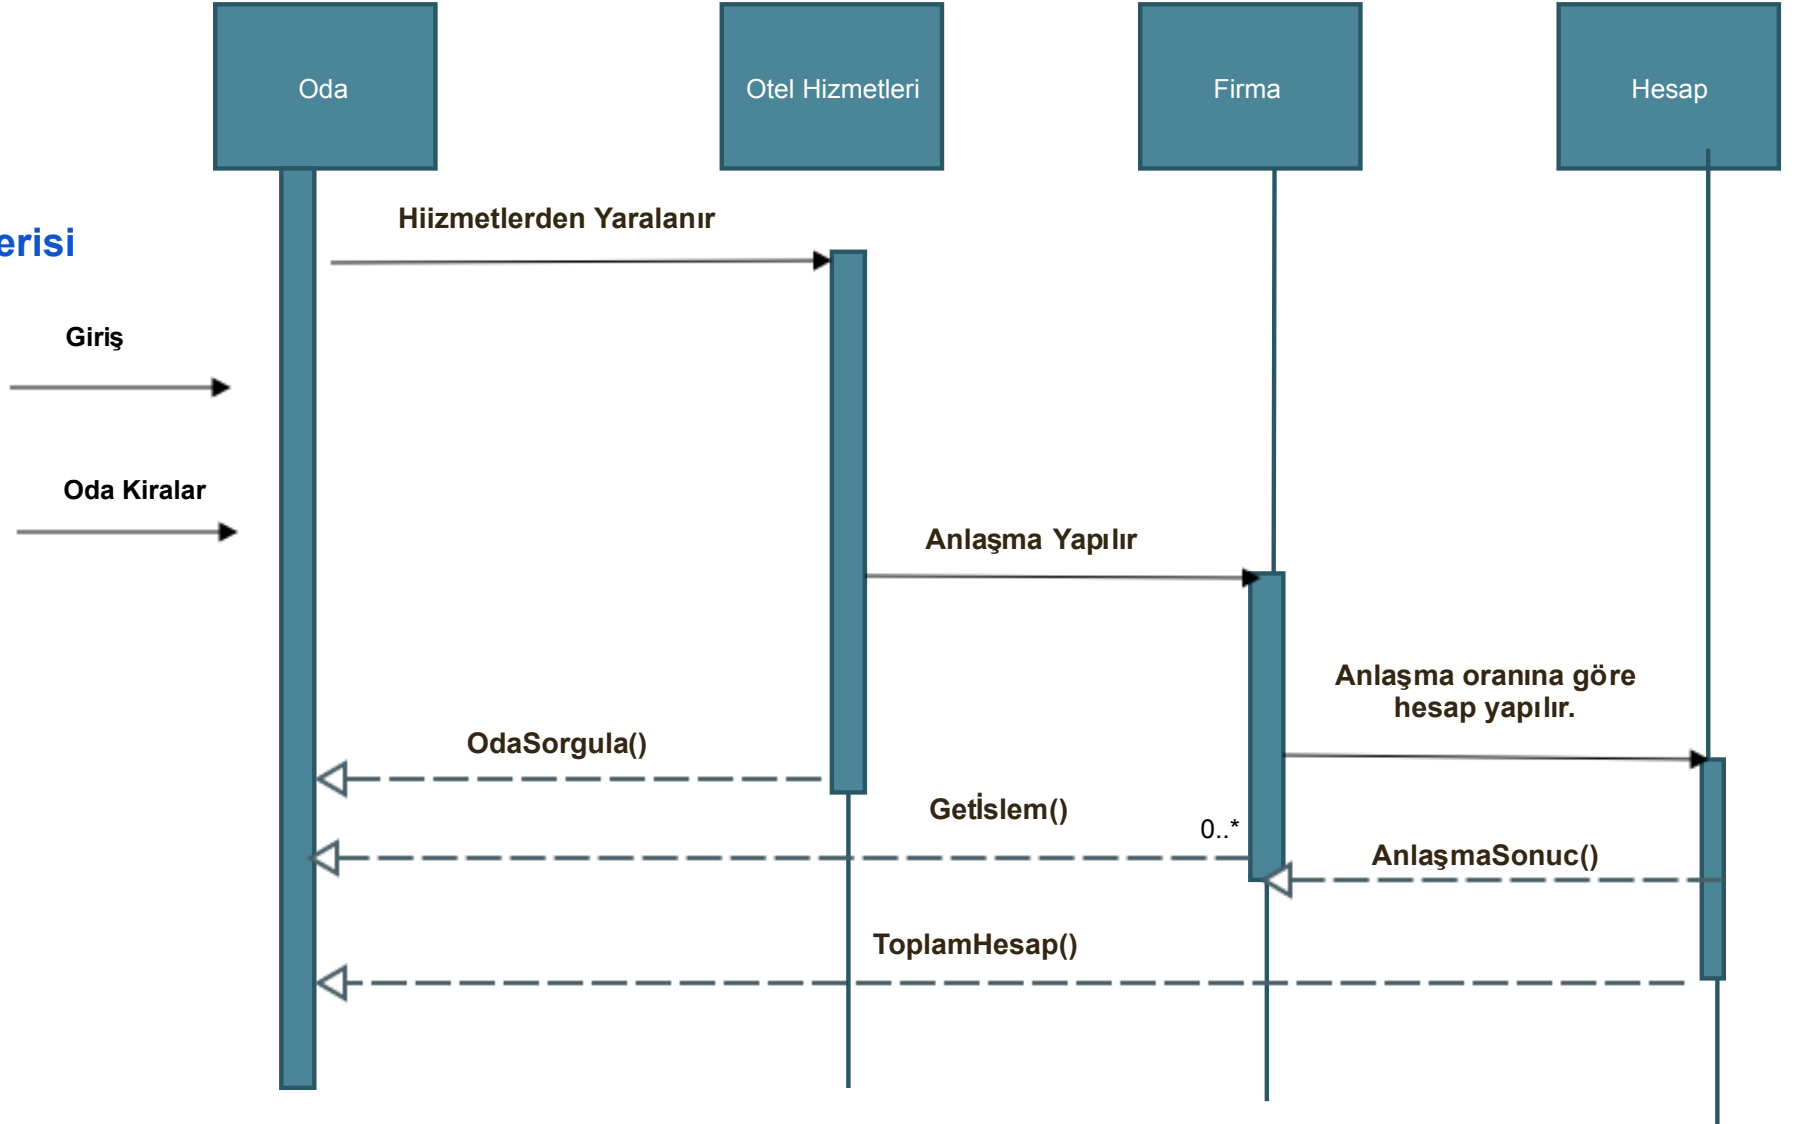 Oda
Otel Hizmetleri
Firma
Hesap
Hiizmetlerden Yaralanır
erisi
Giriş
Oda Kiralar
Anlaşma Yapılır
Anlaşma oranına göre
hesap yapılır.
OdaSorgula()
Getİslem()
0..*
AnlaşmaSonuc()
ToplamHesap()